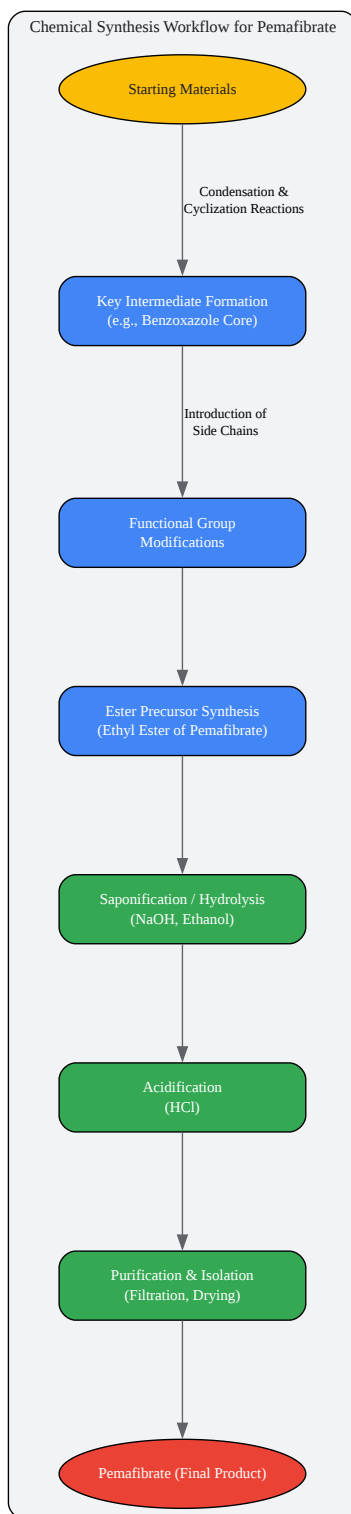 Chemical Synthesis Workflow for Pemafibrate
Starting Materials
Condensation &
Cyclization Reactions
Key Intermediate Formation
(e.g., Benzoxazole Core)
Introduction of
Side Chains
Functional Group
Modifications
Ester Precursor Synthesis
(Ethyl Ester of Pemafibrate)
Saponification / Hydrolysis
(NaOH, Ethanol)
Acidification
(HCl)
Purification & Isolation
(Filtration, Drying)
Pemafibrate (Final Product)